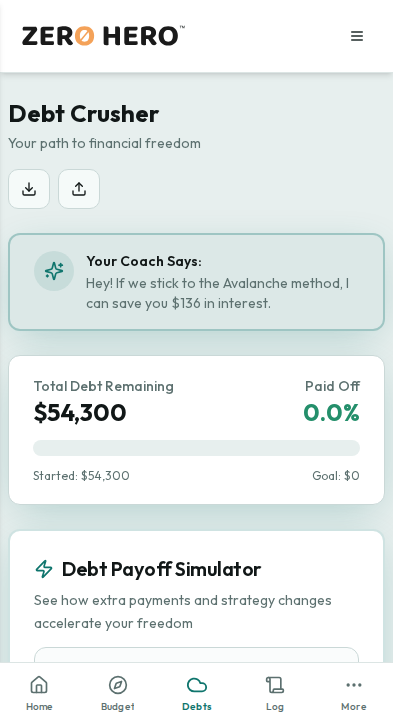 ZERO HERO™
Debt Crusher
Your path to financial freedom
Your Coach Says:
Hey! If we stick to the Avalanche method, I
can save you $136 in interest.
Total Debt Remaining
Paid Off
$54,300
0.0%
Started: $54,300
Goal: $0
Debt Payoff Simulator
See how extra payments and strategy changes
accelerate your freedom
Home
Budget
Debts
Log
More